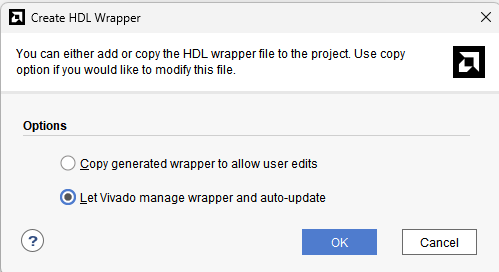 Create HDL Wrapper
You can either add or copy the HDL wrapper file to the project. Use copy
option if you would like to modify this file.
Options
Copy generated wrapper to allow user edits
Let Vivado manage wrapper and auto-update
?
OK
Cancel